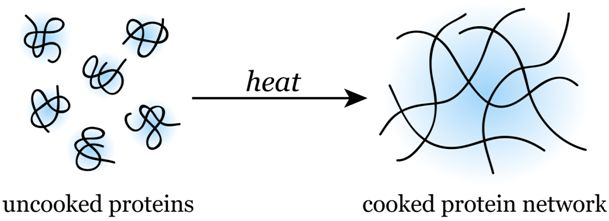 heat
uncooked proteins
cooked protein network